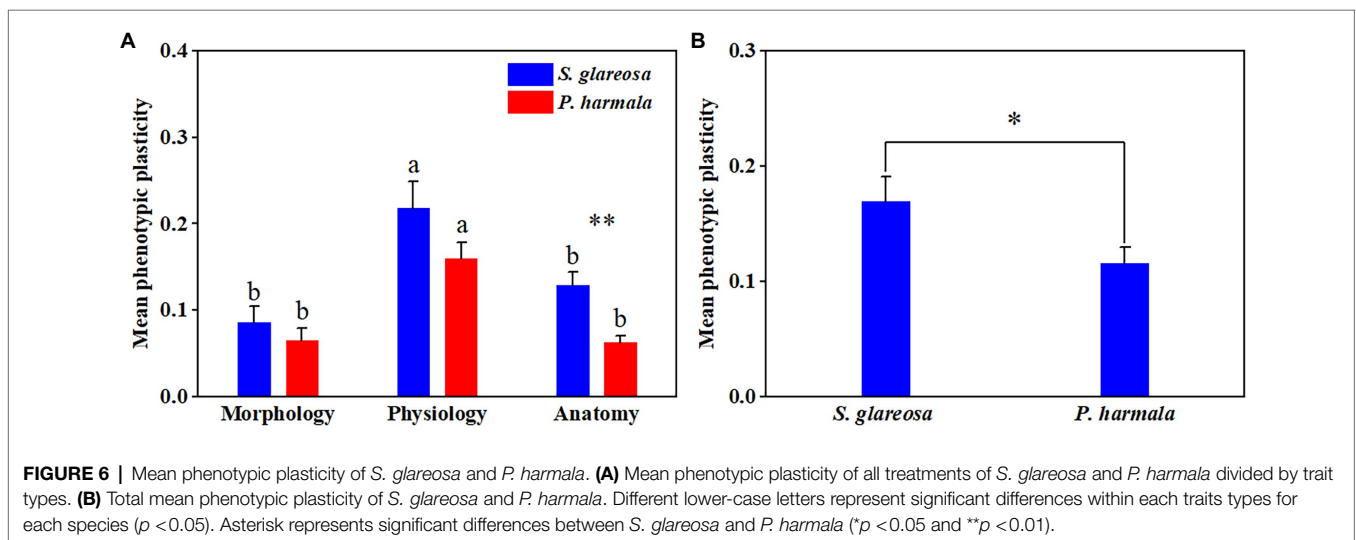 A
0.4
0.3
0.2
0.1
0.0
Mean phenotypic plasticity
S. glareosa
P. harmala
b
b
a
a
**
b
b
Morphology
Physiology
Anatomy
B
0.3
0.2
0.1
0.0
Mean phenotypic plasticity
*
S. glareosa
P. harmala
FIGURE 6 | Mean phenotypic plasticity of S. glareosa and P. harmala. (A) Mean phenotypic plasticity of all treatments of S. glareosa and P. harmala divided by trait
types. (B) Total mean phenotypic plasticity of S. glareosa and P. harmala. Different lower-case letters represent significant differences within each traits types for
each species (p <0.05). Asterisk represents significant differences between S. glareosa and P. harmala (*p <0.05 and **p <0.01).